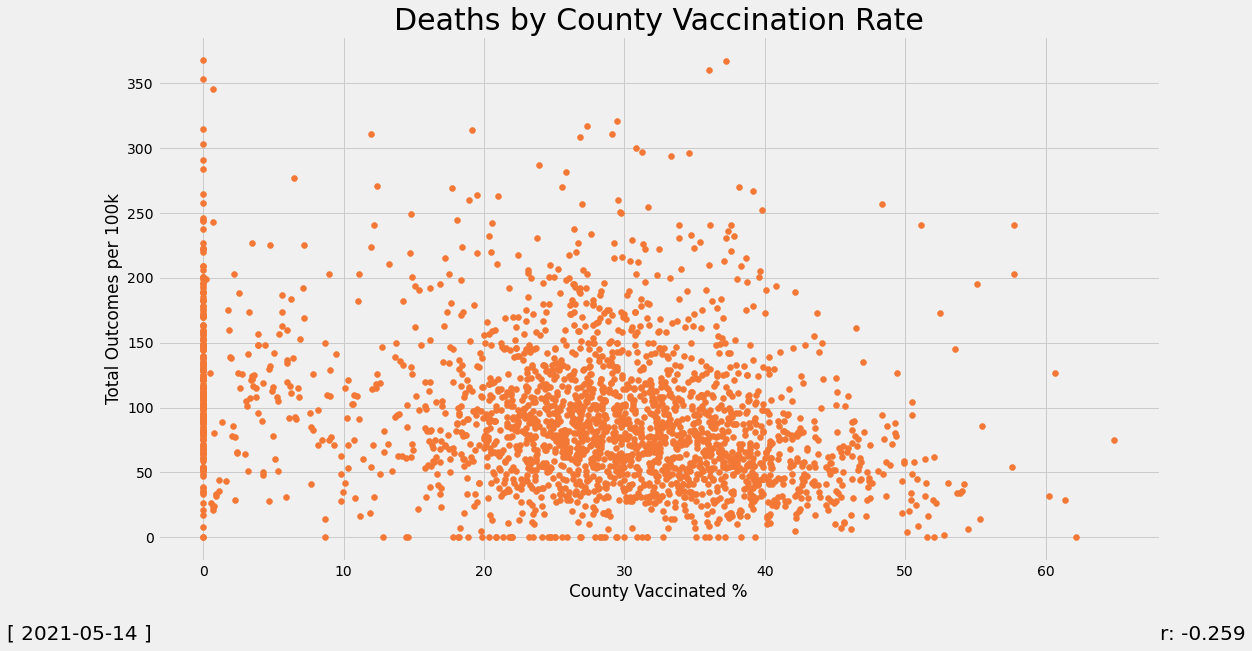 Deaths by County Vaccination Rate
Total Outcomes per 100k
350
300
250
200
150
100
50
0
0 10 20 30 40 50 60
County Vaccinated %
[ 2021-05-14 ]
r: -0.259